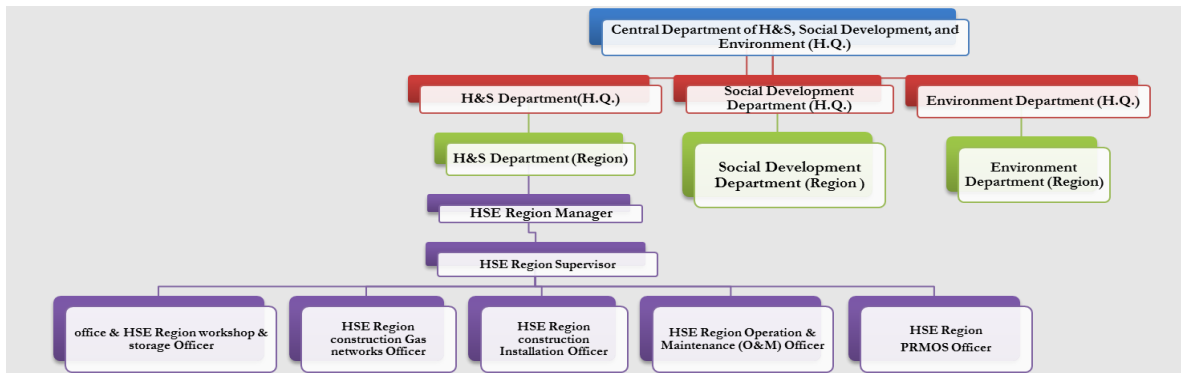 Central Department of H&S, Social Development, and
Environment (H.Q.)
H&S Department(H.Q.)
Social Development
Department (H.Q.)
Environment Department (H.Q.)
H&S Department (Region)
Social Development
Department (Region )
Environment
Department (Region)
HSE Region Manager
HSE Region Supervisor
office & HSE Region workshop &
storage Officer
HSE Region
construction Gas
networks Officer
HSE Region
construction
Installation Officer
HSE Region Operation &
Maintenance (O&M) Officer
HSE Region
PRMOS Officer